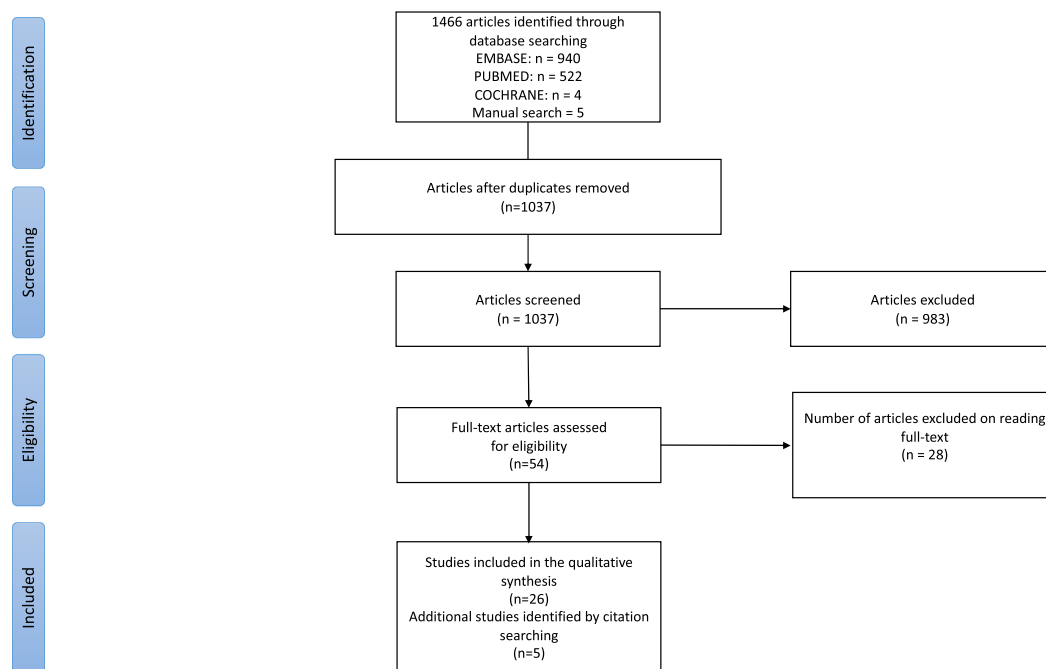 Identification
1466 articles identified through
database searching
EMBASE: n = 940
PUBMED: n = 522
COCHRANE: n = 4
Manual search = 5
Articles after duplicates removed
(n=1037)
Screening
Articles screened
(n = 1037)
Articles excluded
(n = 983)
Eligibility
Full-text articles assessed
for eligibility
(n=54)
Number of articles excluded on reading
full-text
(n = 28)
Included
Studies included in the qualitative
synthesis
(n=26)
Additional studies identified by citation
searching
(n=5)